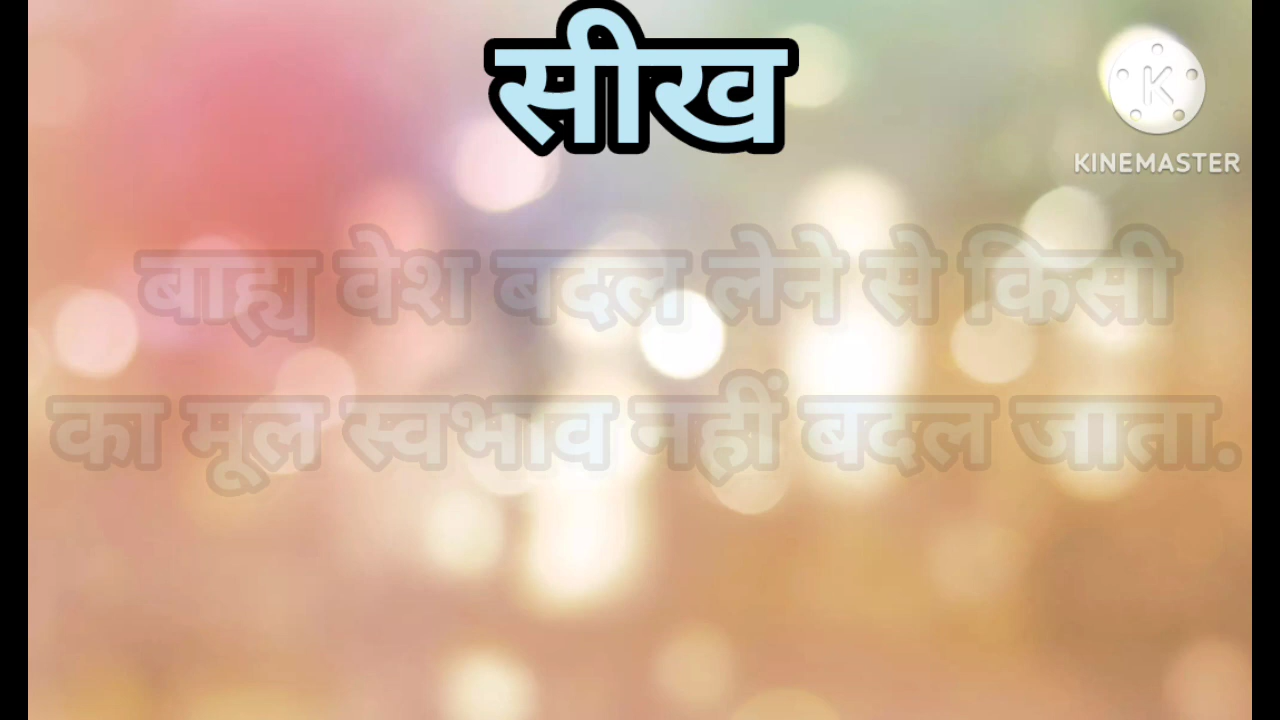 सीख
KINEMASTER
बाह्य वेश बदल लेने से किसी
का मूल स्वभाव नहीं बदल जाता.